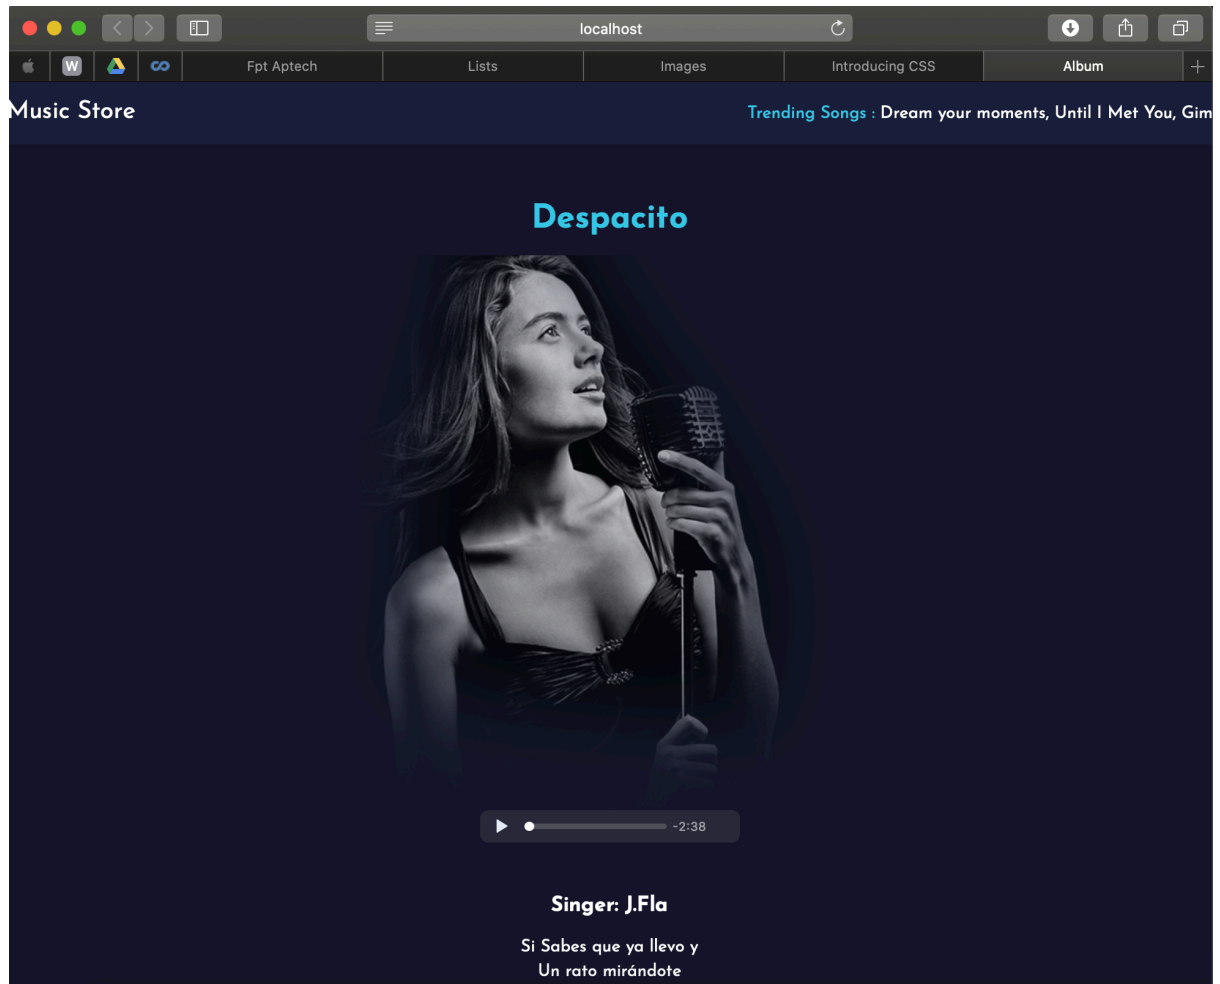 localhost
W
Fpt Aptech
Lists
Images
Introducing CSS
Album
Music Store
Trending Songs : Dream your moments, Until I Met You, Gim
Despacito
-2:38
Singer: J.Fla
Si Sabes que ya llevo y
Un rato mirándote